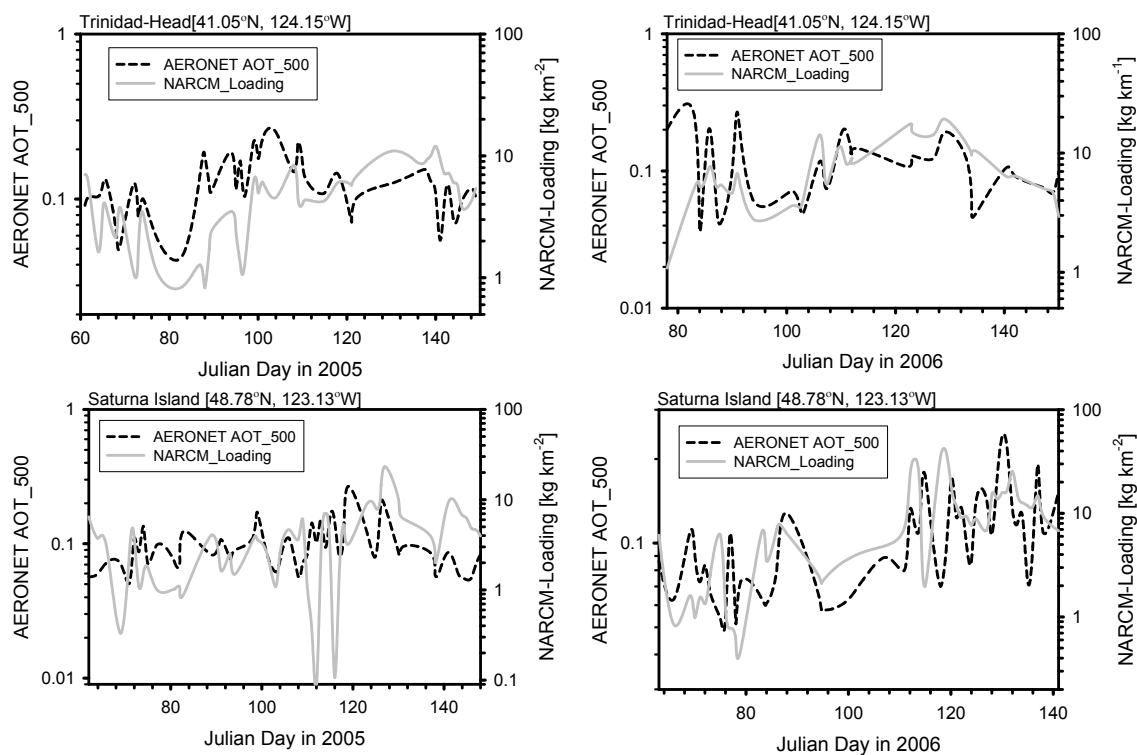 Trinidad-Head[41.05°N, 124.15°W]
AERONET AOT_500
NARCM_Loading
1
0.1
100
10
1
AERONET AOT_500
NARCM-Loading [kg km-2]
60 80 100 120 140
Julian Day in 2005
Trinidad-Head[41.05°N, 124.15°W]
AERONET AOT_500
NARCM_Loading
1
0.1
0.01
100
10
1
AERONET AOT_500
NARCM-Loading [kg km-1]
80 100 120 140
Julian Day in 2006
Saturna Island [48.78°N, 123.13°W]
AERONET AOT_500
NARCM_Loading
1
0.1
0.01
100
10
1
0.1
AERONET AOT_500
NARCM-Loading [kg km-2]
80 100 120 140
Julian Day in 2005
Saturna Island [48.78°N, 123.13°W]
AERONET AOT_500
NARCM_Loading
0.1
100
10
1
AERONET AOT_500
NARCM-Loading [kg km-2]
80 100 120 140
Julian Day in 2006